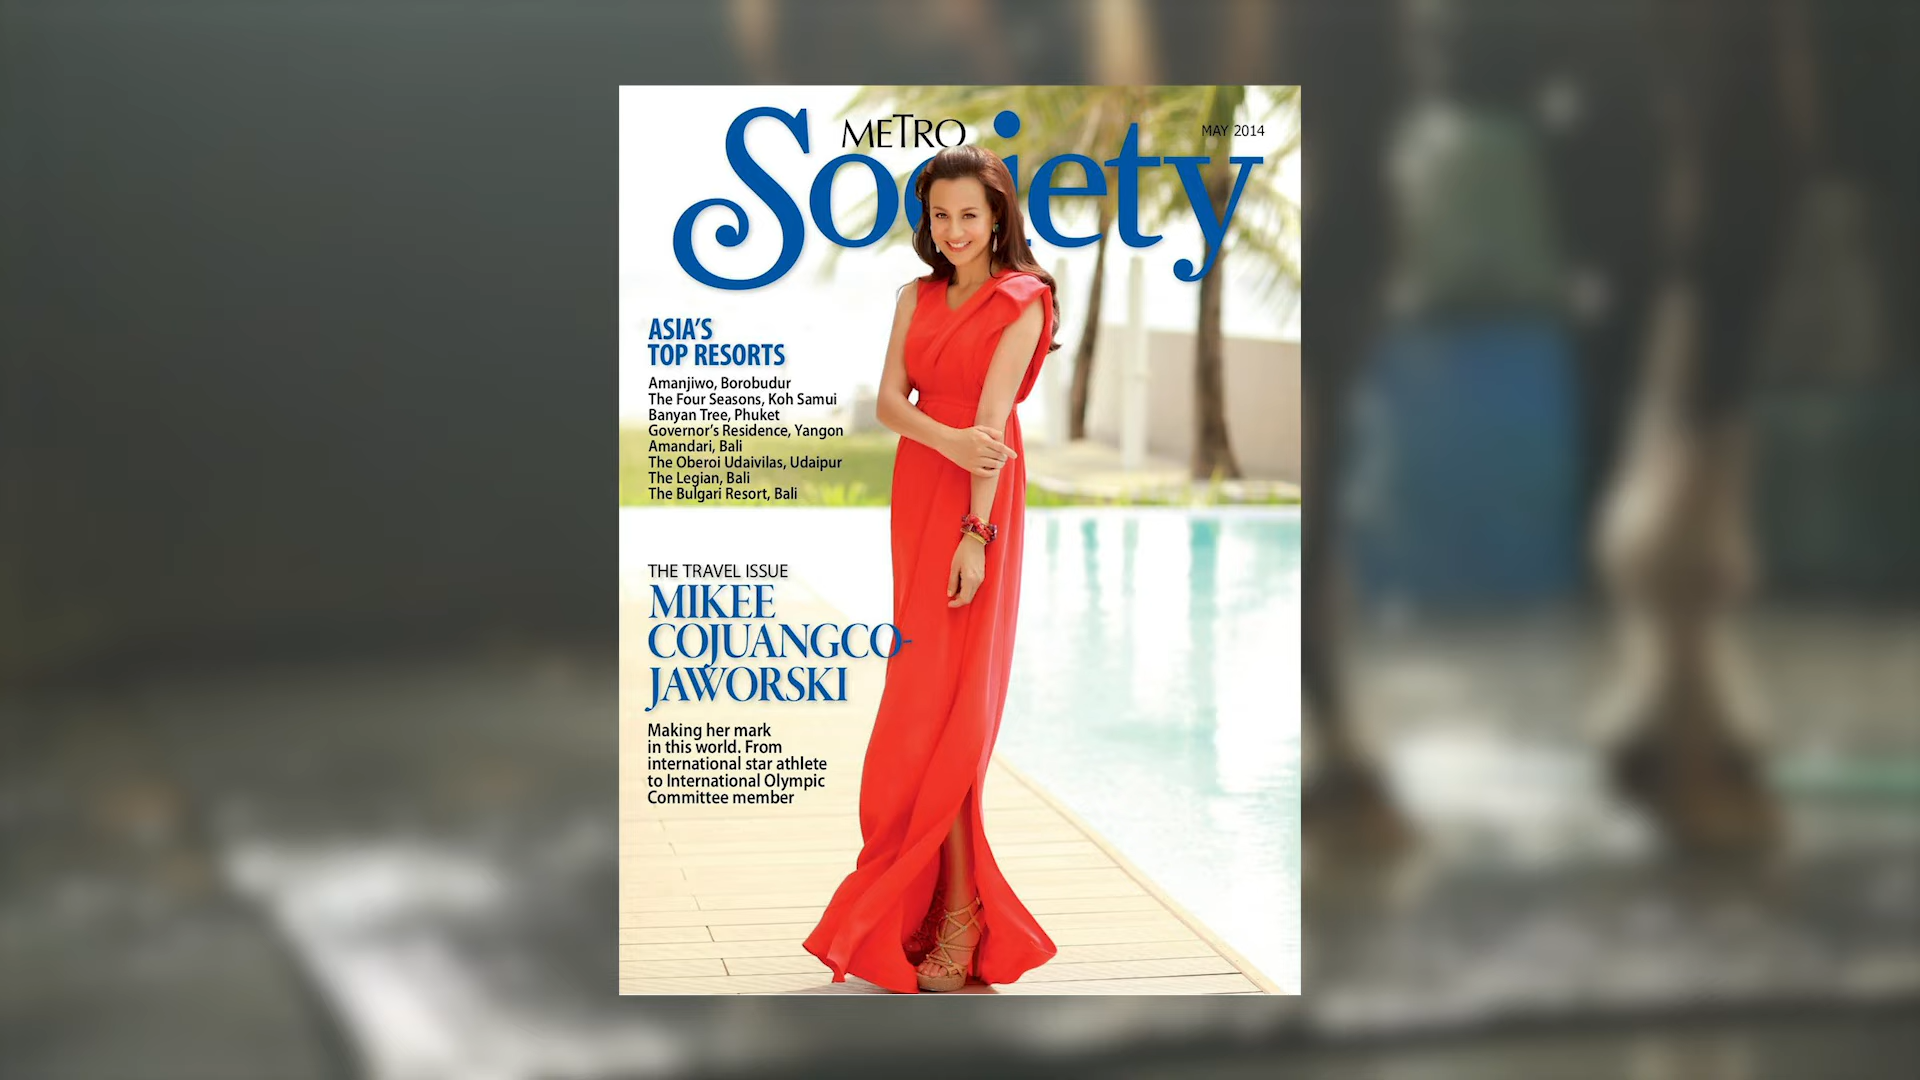 METRO
Society
MAY 2014
ASIA'S
TOP RESORTS
Amanjiwo, Borobudur
The Four Seasons, Koh Samui
Banyan Tree, Phuket
Governor's Residence, Yangon
Amandari, Bali
The Oberoi Udaivilas, Udaipur
The Legian, Bali
The Bulgari Resort, Bali
THE TRAVEL ISSUE
MIKEE
COJUANGCO-
JAWORSKI
Making her mark
in this world. From
international star athlete
to International Olympic
Committee member